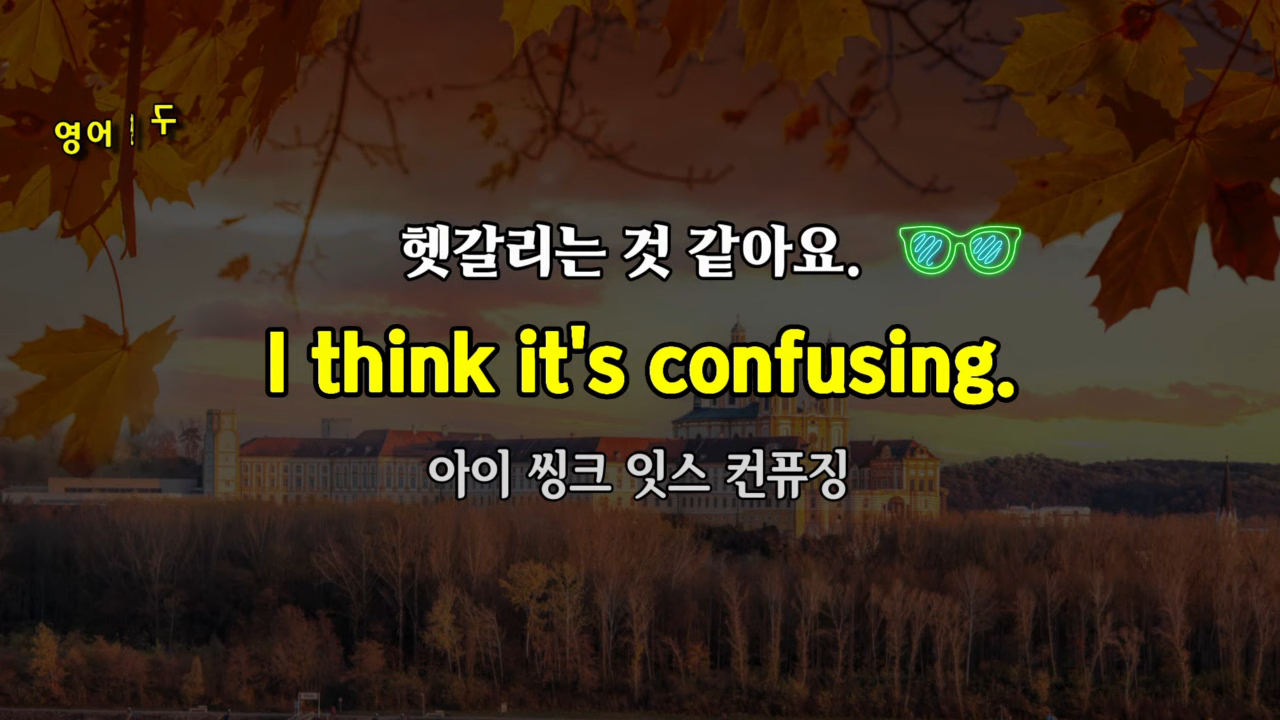 영어
헷갈리는 것 같아요.
I think it's confusing.
아이 씽크 잇스 컨퓨징